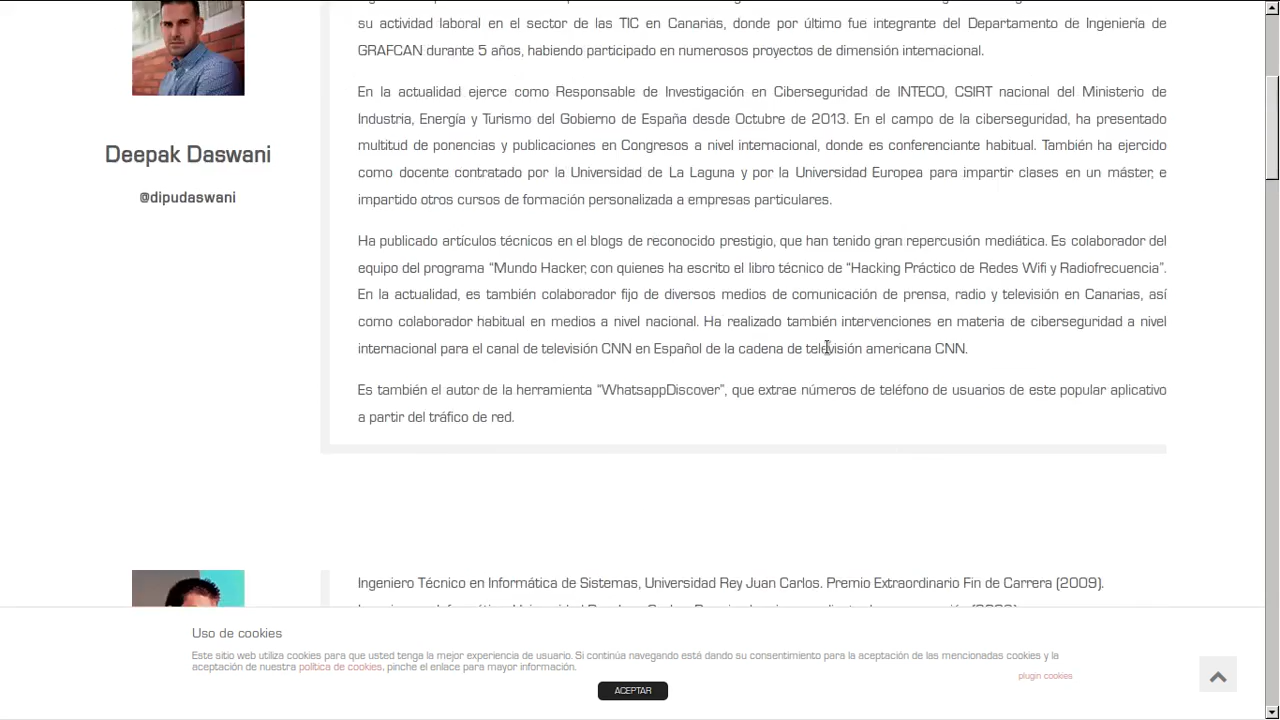 su actividad laboral en el sector de las TIC en Canarias, donde por último fue integrante del Departamento de Ingeniería de
GRAFCAN durante 5 años, habiendo participado en numerosos proyectos de dimensión internacional.
En la actualidad ejerce como Responsable de Investigación en Ciberseguridad de INTECO, CSIRT nacional del Ministerio de
Industria, Energía y Turismo del Gobierno de España desde Octubre de 2013. En el campo de la ciberseguridad, ha presentado
multitud de ponencias y publicaciones en Congresos a nivel internacional, donde es conferenciante habitual. También ha ejercido
como docente contratado por la Universidad de La Laguna y por la Universidad Europea para impartir clases en un máster, e
impartido otros cursos de formación personalizada a empresas particulares.
Deepak Daswani
@dipudaswani
Ha publicado artículos técnicos en el blogs de reconocido prestigio, que han tenido gran repercusión mediática. Es colaborador del
equipo del programa “Mundo Hacker, con quienes ha escrito el libro técnico de “Hacking Práctico de Redes Wifi y Radiofrecuencia”.
En la actualidad, es también colaborador fijo de diversos medios de comunicación de prensa, radio y televisión en Canarias, así
como colaborador habitual en medios a nivel nacional. Ha realizado también intervenciones en materia de ciberseguridad a nivel
internacional para el canal de televisión CNN en Español de la cadena de televisión americana CNN.
Es también el autor de la herramienta “WhatsappDiscover”, que extrae números de teléfono de usuarios de este popular aplicativo
a partir del tráfico de red.
Ingeniero Técnico en Informática de Sistemas, Universidad Rey Juan Carlos. Premio Extraordinario Fin de Carrera (2009).
Uso de cookies
Este sitio web utiliza cookies para que usted tenga la mejor experiencia de usuario. Si continúa navegando está dando su consentimiento para la aceptación de las mencionadas cookies y la
aceptación de nuestra política de cookies, pinche el enlace para mayor información.
plugin cookies
ACEPTAR